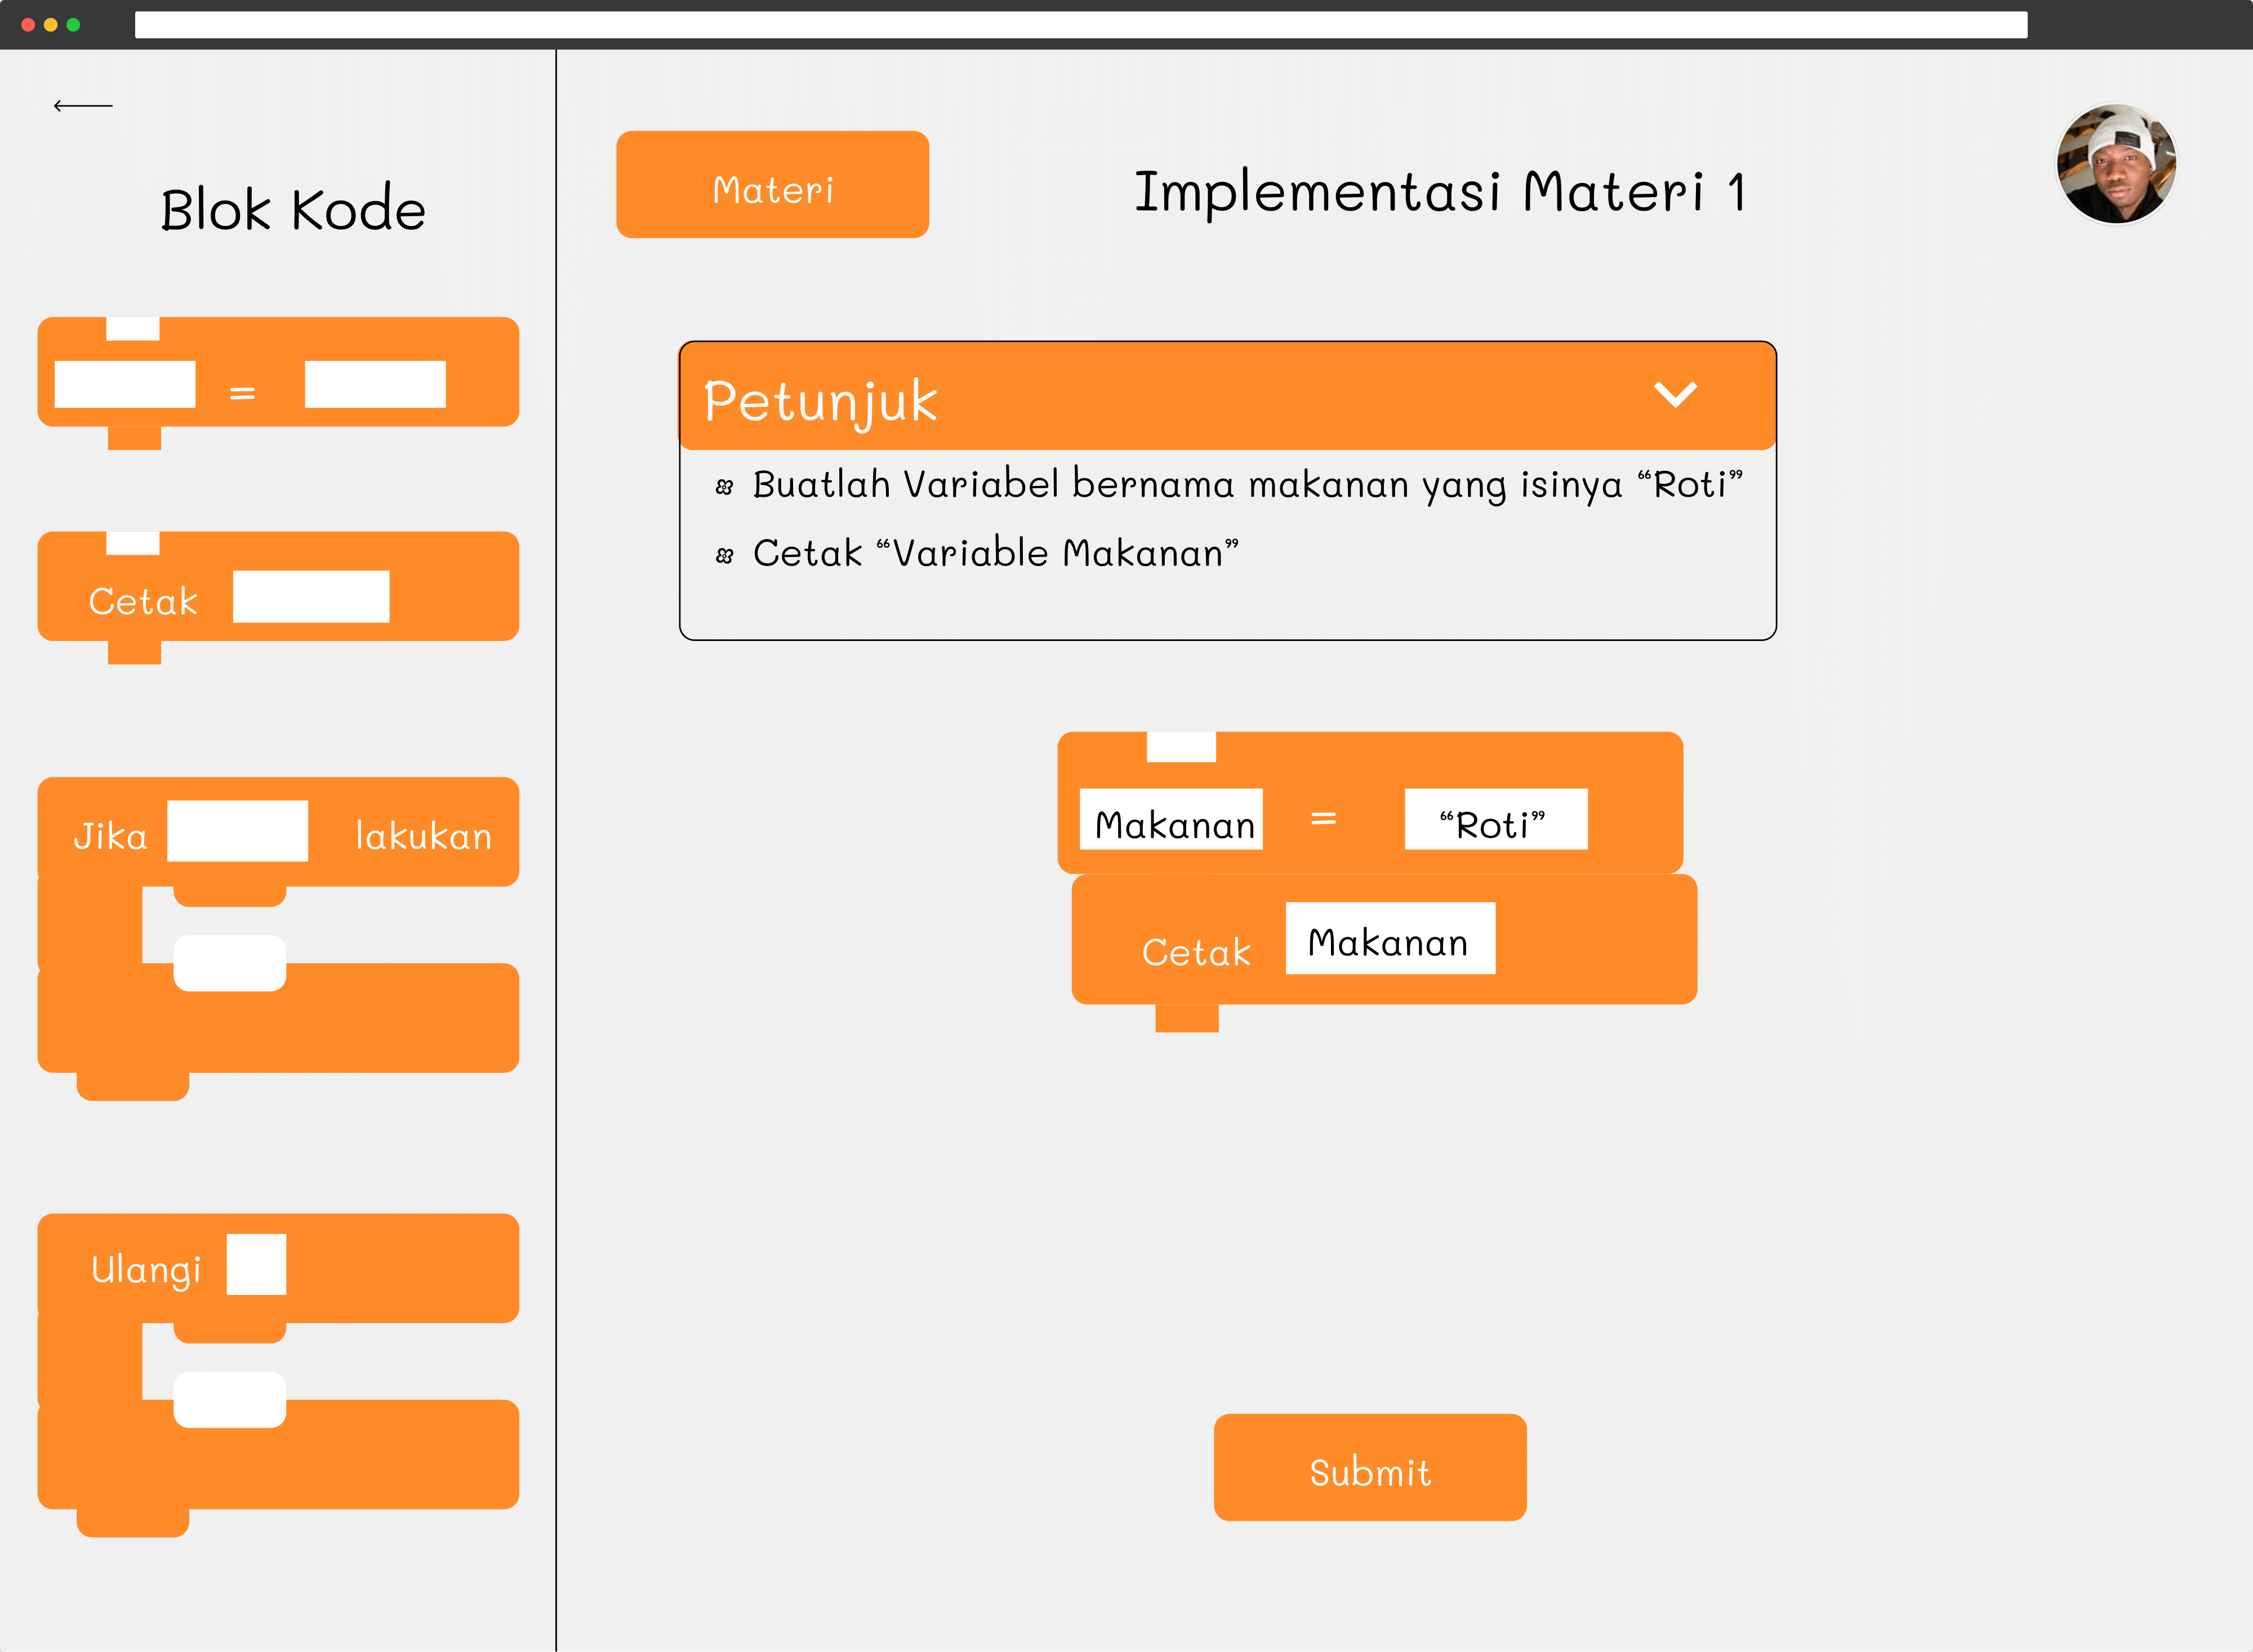 Blok Kode
=
Cetak
Jika lakukan
Ulangi
Materi
Implementasi Materi 1
Petunjuk
Buatlah Variabel bernama makanan yang isinya “Roti”
Cetak “Variable Makanan”
Makanan = “Roti”
Cetak Makanan
Submit